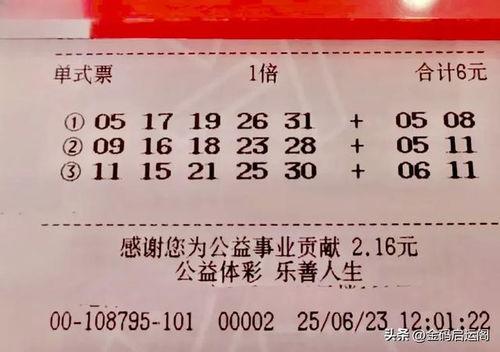 单式票 1倍 合计6元
① 05 17 19 26 31 + 05 08
② 09 16 18 23 28 + 05 11
③ 11 15 21 25 30 + 06 11
感谢您为公益事业贡献 2.16元
公益体彩 乐善人生
00-108795-101 00002 25/06/23 12:01:22
头条 @金码启运阁